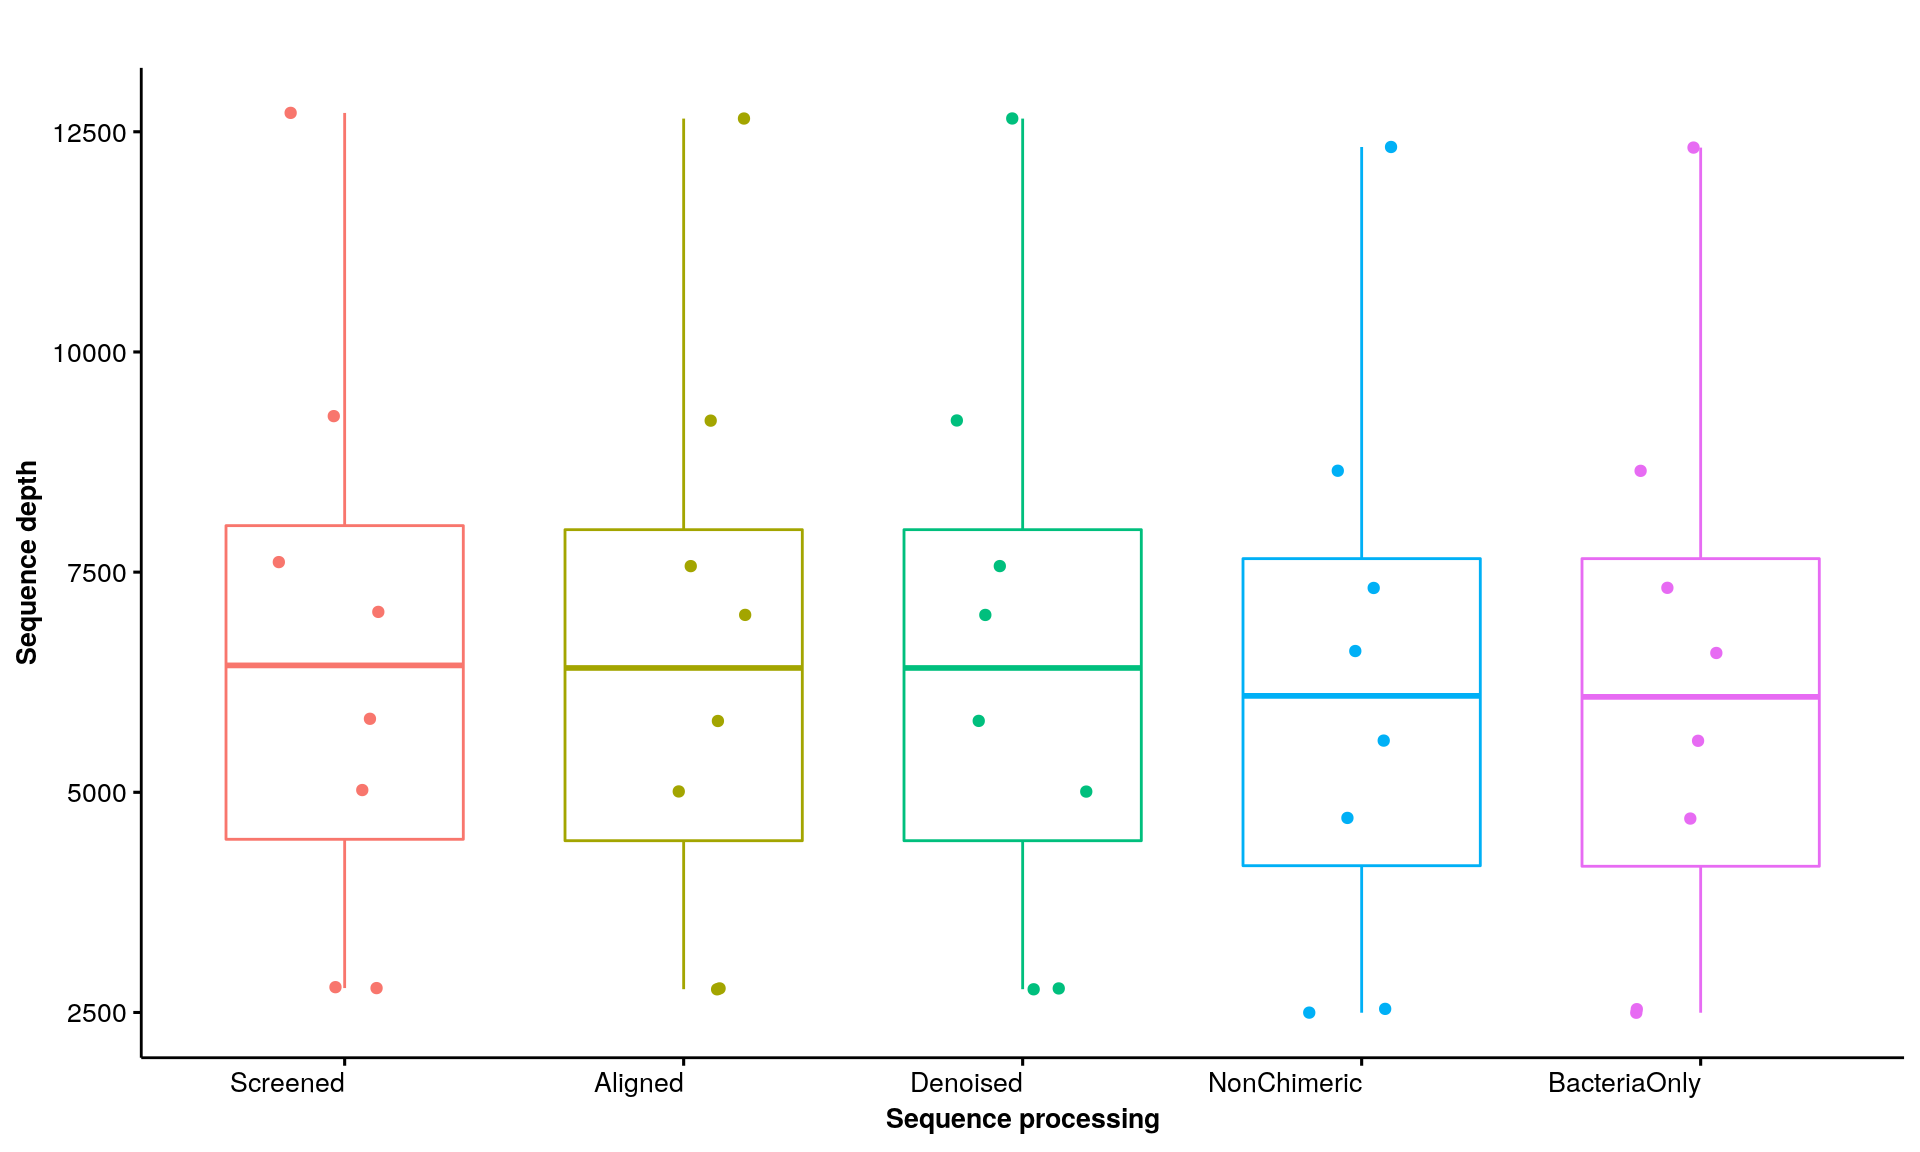 12500
10000
7500
5000
2500
Sequence depth
Screened
Aligned
Denoised
NonChimeric
BacteriaOnly
Sequence processing